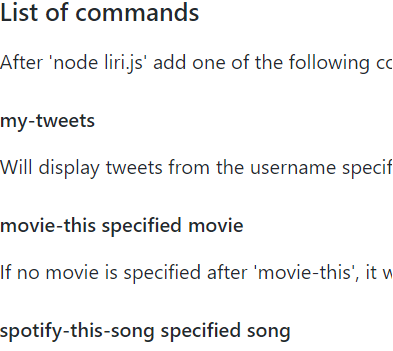 List of commands
After 'node liri.js' add one of the following
my-tweets
Will display tweets from the username
movie-this specified movie
If no movie is specified after 'movie-this', it
spotify-this-song specified song